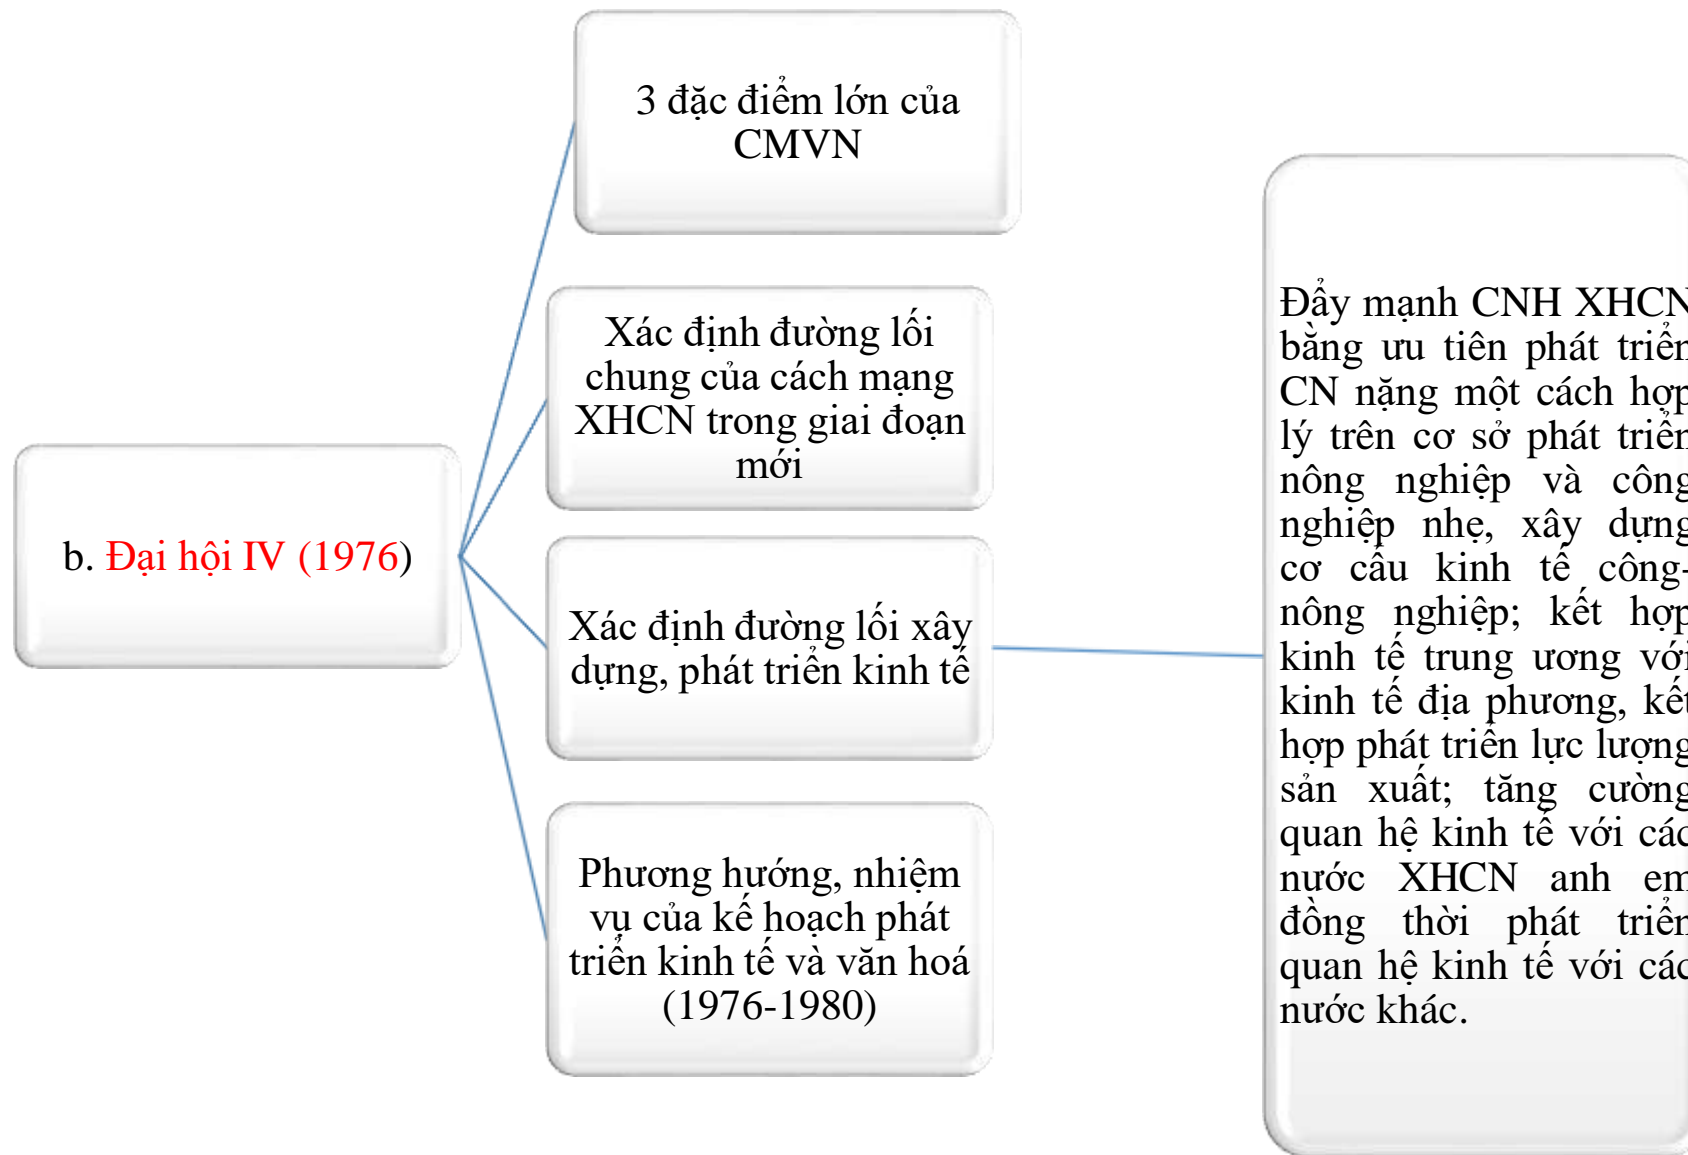 3 đặc điểm lớn của
CMVN
Xác định đường lối
chung của cách mạng
XHCN trong giai đoạn
mới
b. Đại hội IV (1976)
Xác định đường lối xây
dựng, phát triển kinh tế
Phương hướng, nhiệm
vụ của kế hoạch phát
triển kinh tế và văn hoá
(1976-1980)
Đẩy mạnh CNH XHCN
bằng ưu tiên phát triển
CN nặng một cách hợp
lý trên cơ sở phát triển
nông nghiệp và công
nghiệp nhẹ, xây dựng
cơ cấu kinh tế công-
nông nghiệp; kết hợp
kinh tế trung ương với
kinh tế địa phương, kết
hợp phát triển lực lượng
sản xuất; tăng cường
quan hệ kinh tế với các
nước XHCN anh em
đồng thời phát triển
quan hệ kinh tế với các
nước khác.